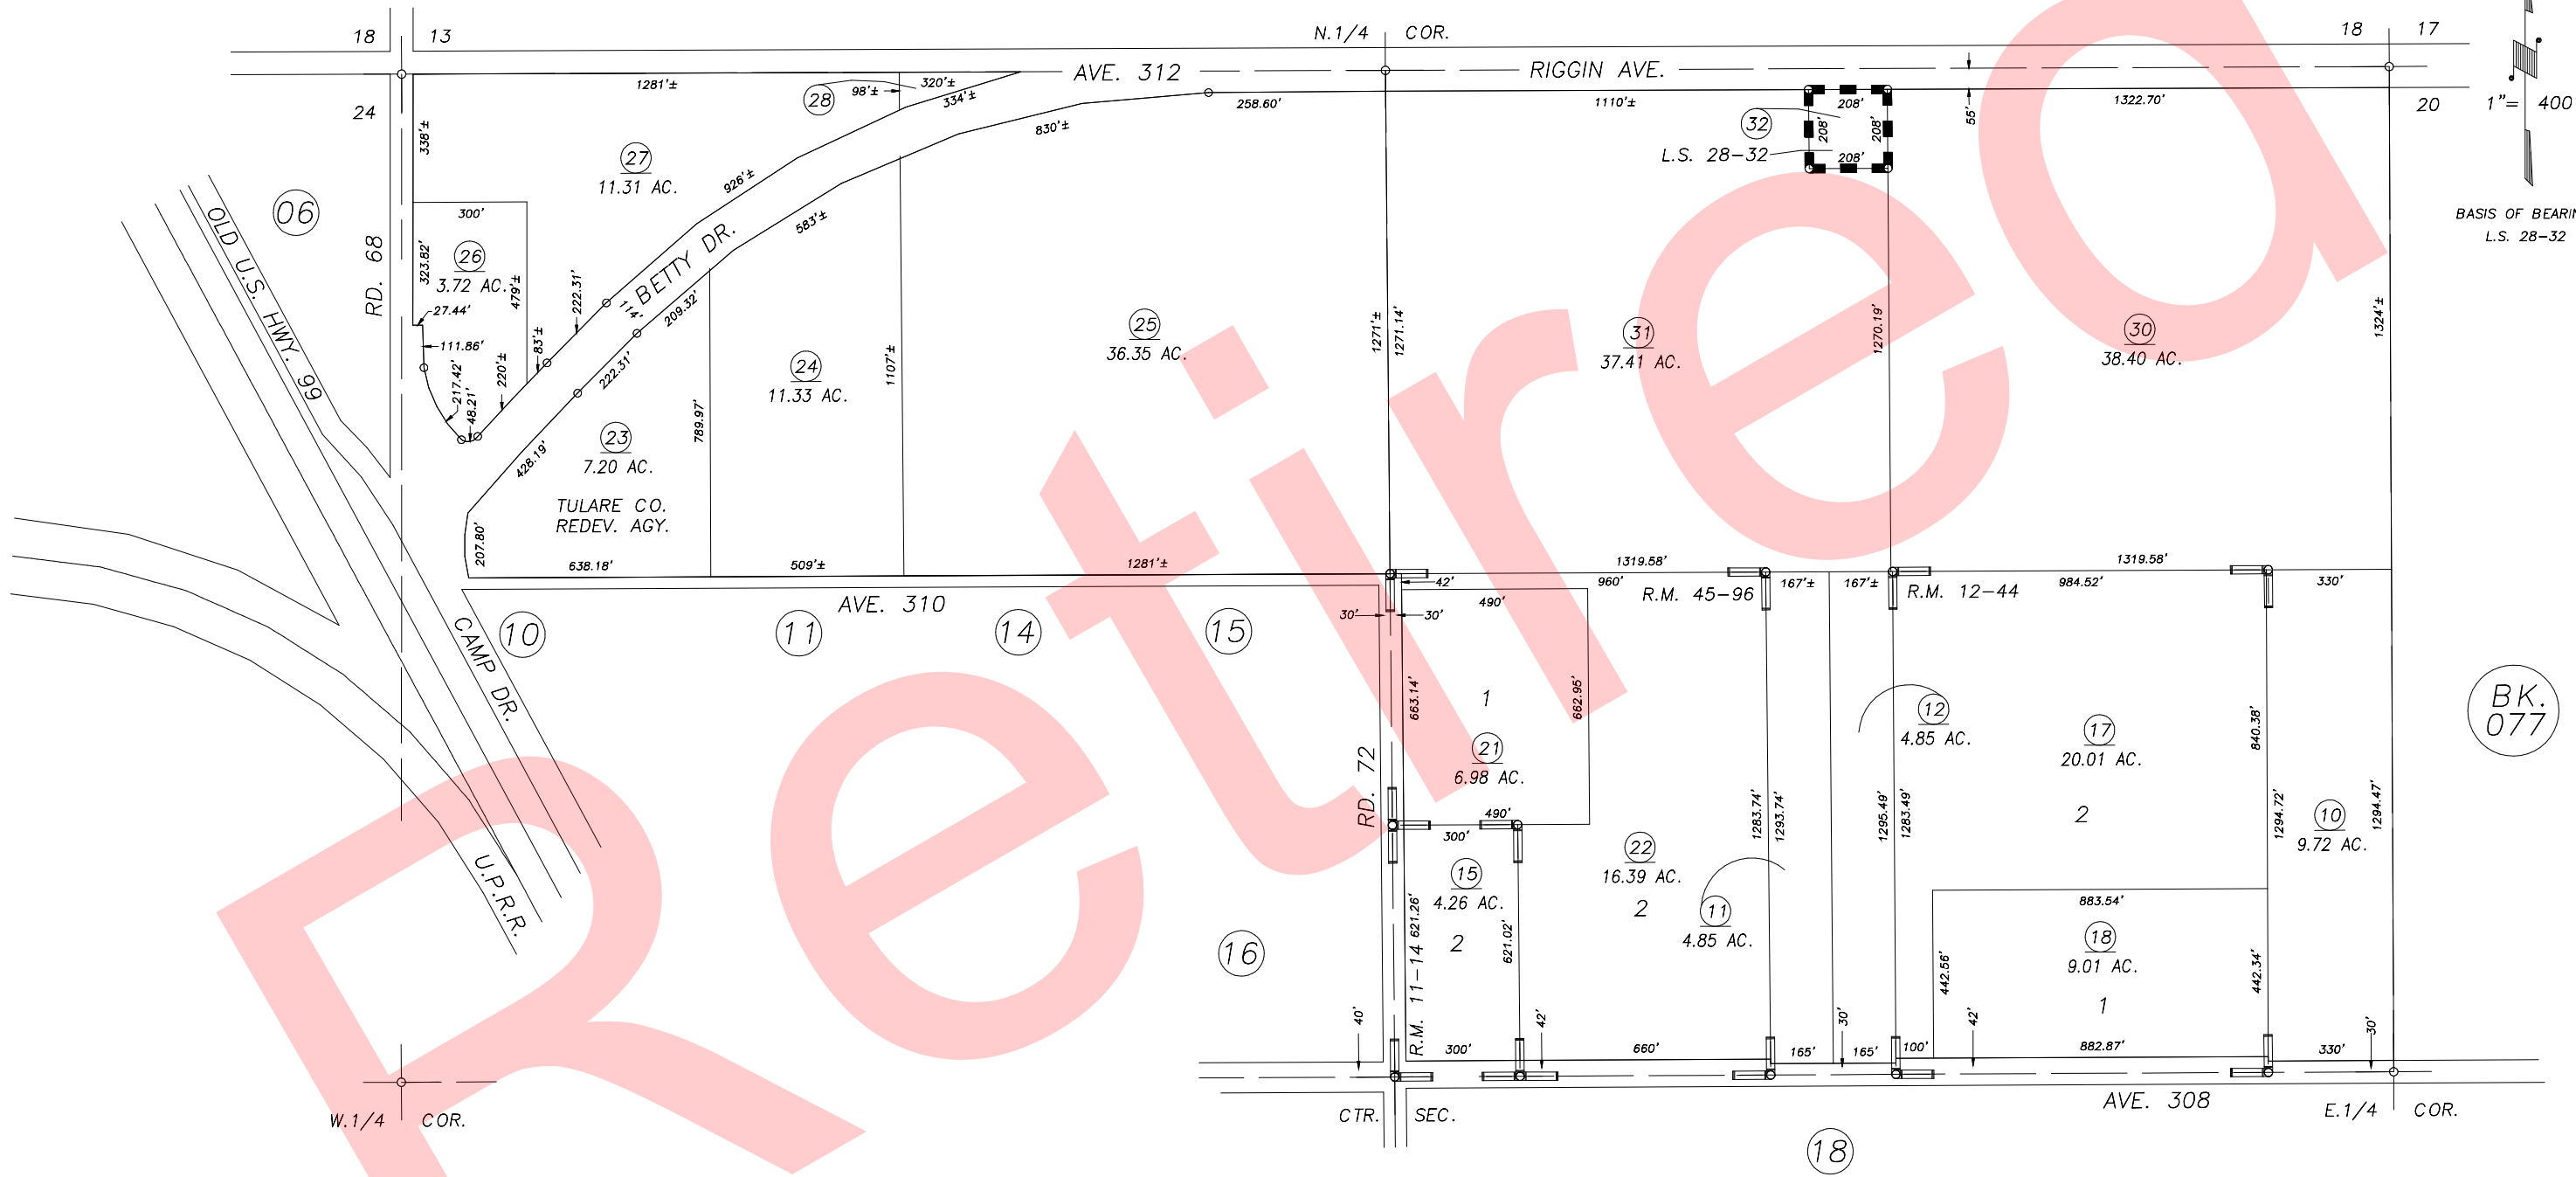 18 13
N.1/4 COR.
18 17
AVE. 312
RIGGIN AVE.
24
20
1"= 400
BASIS OF BEARIN
L.S. 28-32
1281'±
28
98'±
320'±
334'±
258.60'
1110'±
208'
1322.70'
55'
32
208'
208'
L.S. 28-32
208'
338'±
27
11.31 AC.
926'±
830'±
583'±
06
RD. 68
OLD U.S. HWY. 99
300'
323.82'
26
3.72 AC.
479'±
27.44'
111.86'
217.42'
48.21'
220'±
83'±
222.31'
114'
BETTY DR.
209.32'
222.31'
428.19'
207.80'
23
7.20 AC.
TULARE CO.
REDEV. AGY.
789.97'
24
11.33 AC.
1107'±
25
36.35 AC.
1271'±
1271.14'
31
37.41 AC.
1270.19'
30
38.40 AC.
1324'±
638.18'
509'±
1281'±
1319.58'
1319.58'
42'
960'
167'±
167'±
984.52'
330'
R.M. 45-96
R.M. 12-44
AVE. 310
490'
30'
30'
10
11
14
15
CAMP DR.
663.14'
1
662.95'
21
6.98 AC.
RD. 72
490'
300'
12
4.85 AC.
17
20.01 AC.
2
840.38'
BK.
077
1283.74'
1293.74'
1295.49'
1283.49'
1294.72'
1294.47'
10
9.72 AC.
22
16.39 AC.
2
15
4.26 AC.
2
621.26'
621.02'
11
4.85 AC.
U.P.R.R.
883.54'
18
9.01 AC.
1
442.56'
442.34'
16
R.M. 11-14
40'
42'
30'
42'
30'
300'
660'
165'
165'
100'
882.87'
330'
W.1/4 COR.
CTR. SEC.
AVE. 308
E.1/4 COR.
18
Retired